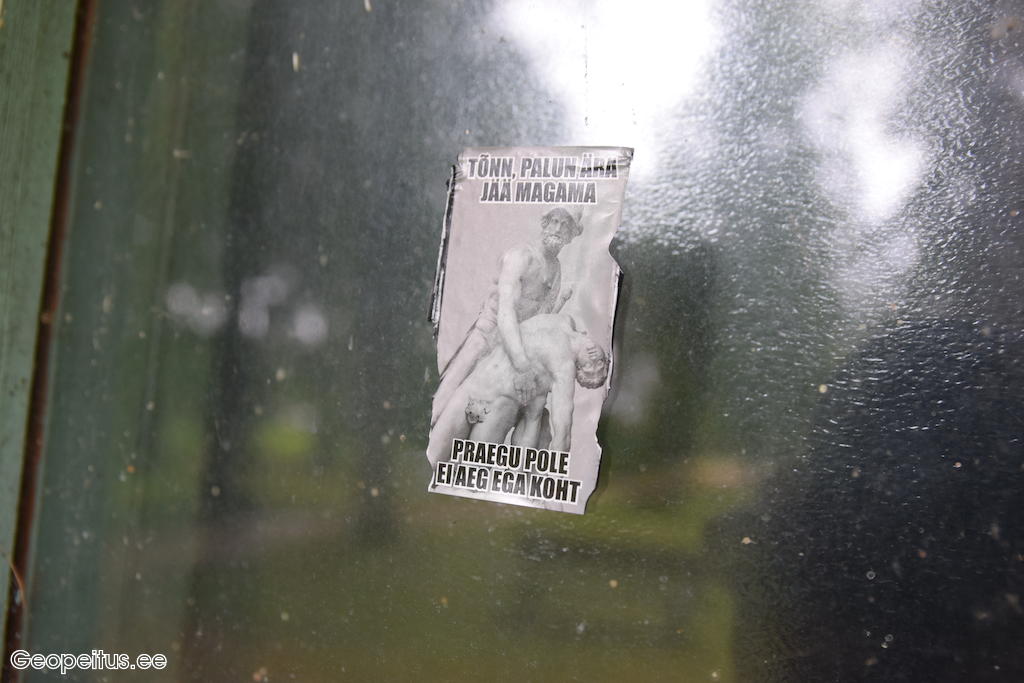 TÕNN, PALUN ÄRA
JÄÄ MAGAMA
PRAEGU POLE
EI AEG EGA KOHT
Geopeitus.ee